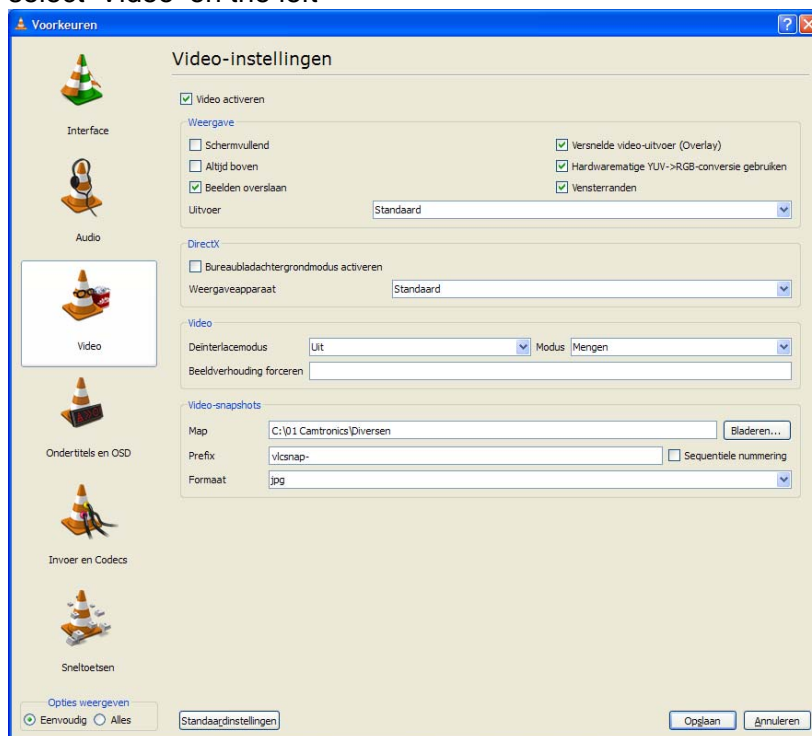 select 'Video' on the left
Voorkeuren
Video-instellingen
Video activeren
Interface
Weergave
Schermvullend
Versnelde video-uitvoer (Overlay)
Altijd boven
Hardwarematige YUV->RGB-conversie gebruiken
Beelden overslaan
Vensterranden
Uitvoer Standaard
Audio
DirectX
Bureaubladachtergrondmodus activeren
Weergaveapparaat Standaard
Video
Video
Deïnterlacemodus Uit Modus Mengen
Beeldverhouding forceren
Video-snapshots
Map C:\01 Camtronics\Diversen Bladeren...
Prefix vlcsnap- Sequentiele nummering
Formaat jpg
Ondertitels en OSD
Invoer en Codecs
Sneltoetsen
Opties weergeven
Eenvoudig Alles
Standaardinstellingen Opslaan Annuleren